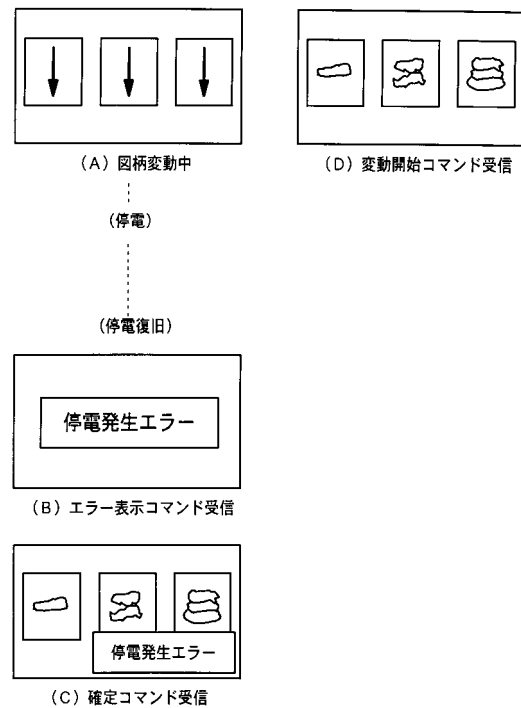 (A) 図柄変動中
(停電)
(停電復旧)
停電発生エラー
(B) エラー表示コマンド受信
停電発生エラー
(C) 確定コマンド受信
(D) 変動開始コマンド受信